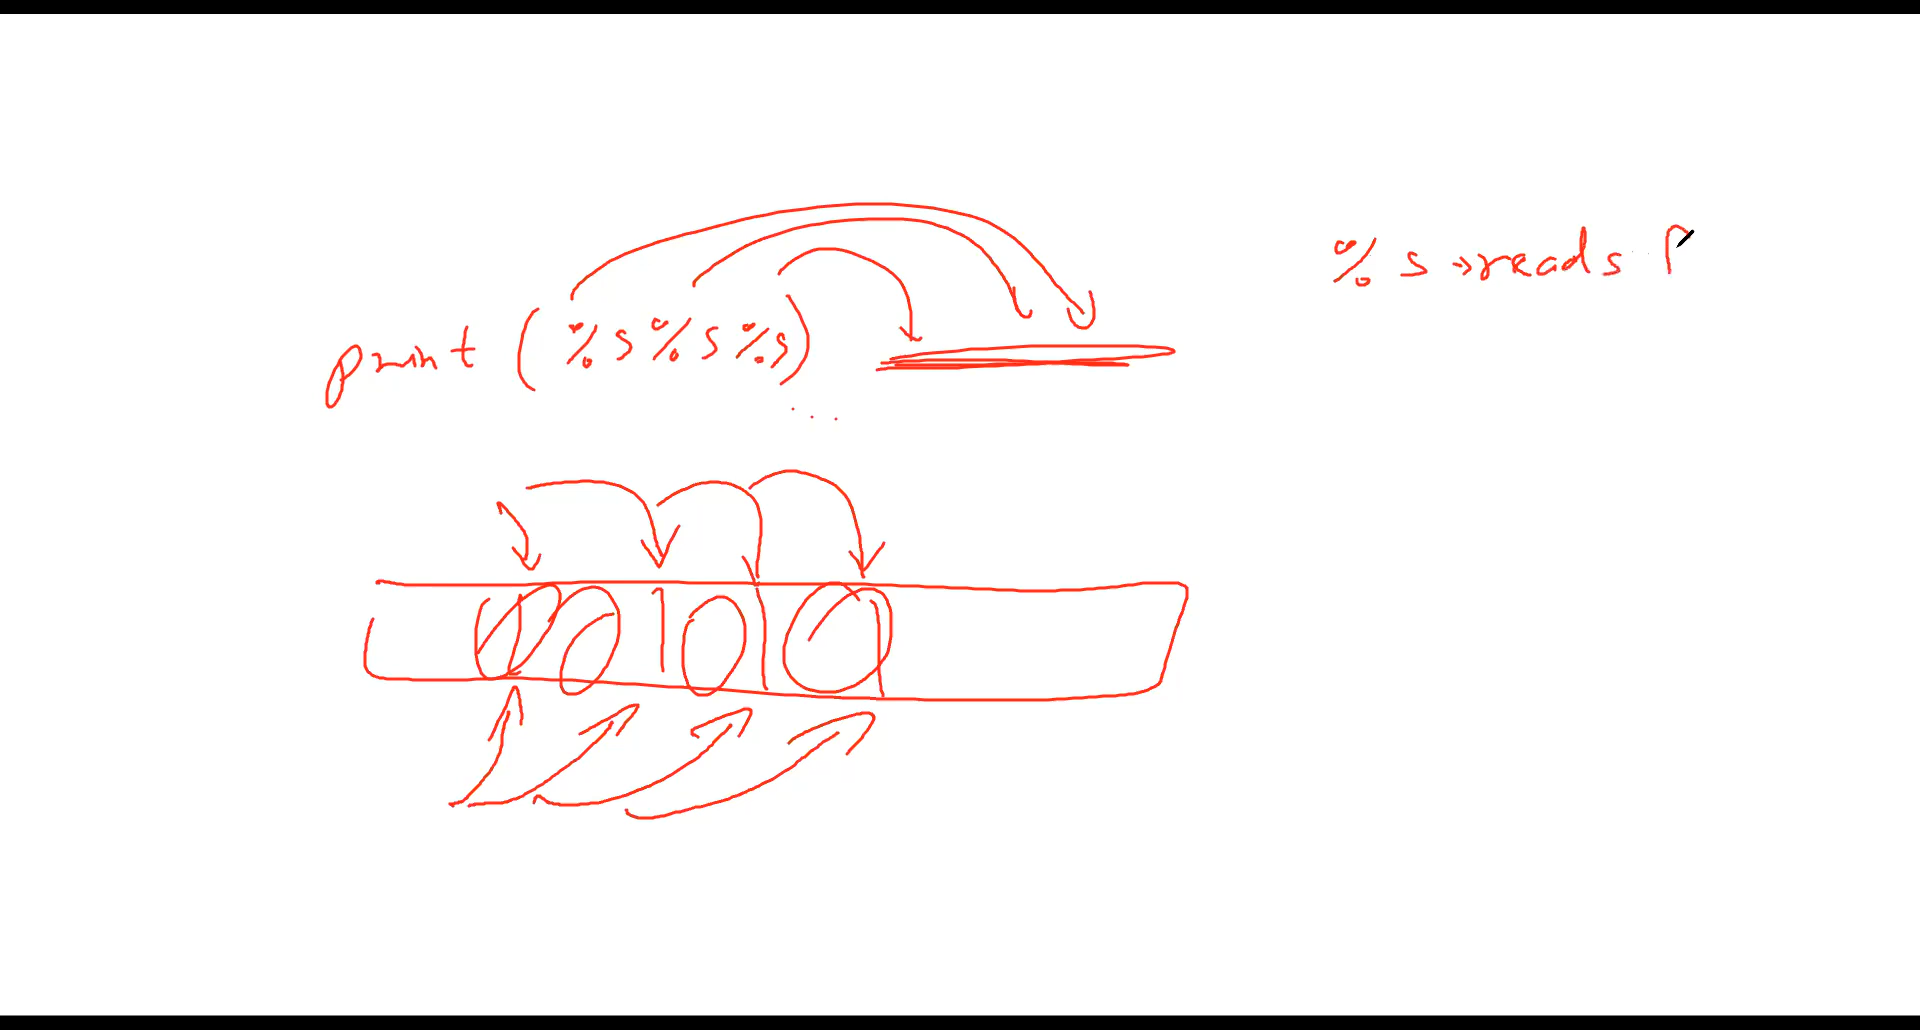 % s → reads
print ( %s %s %s )
...